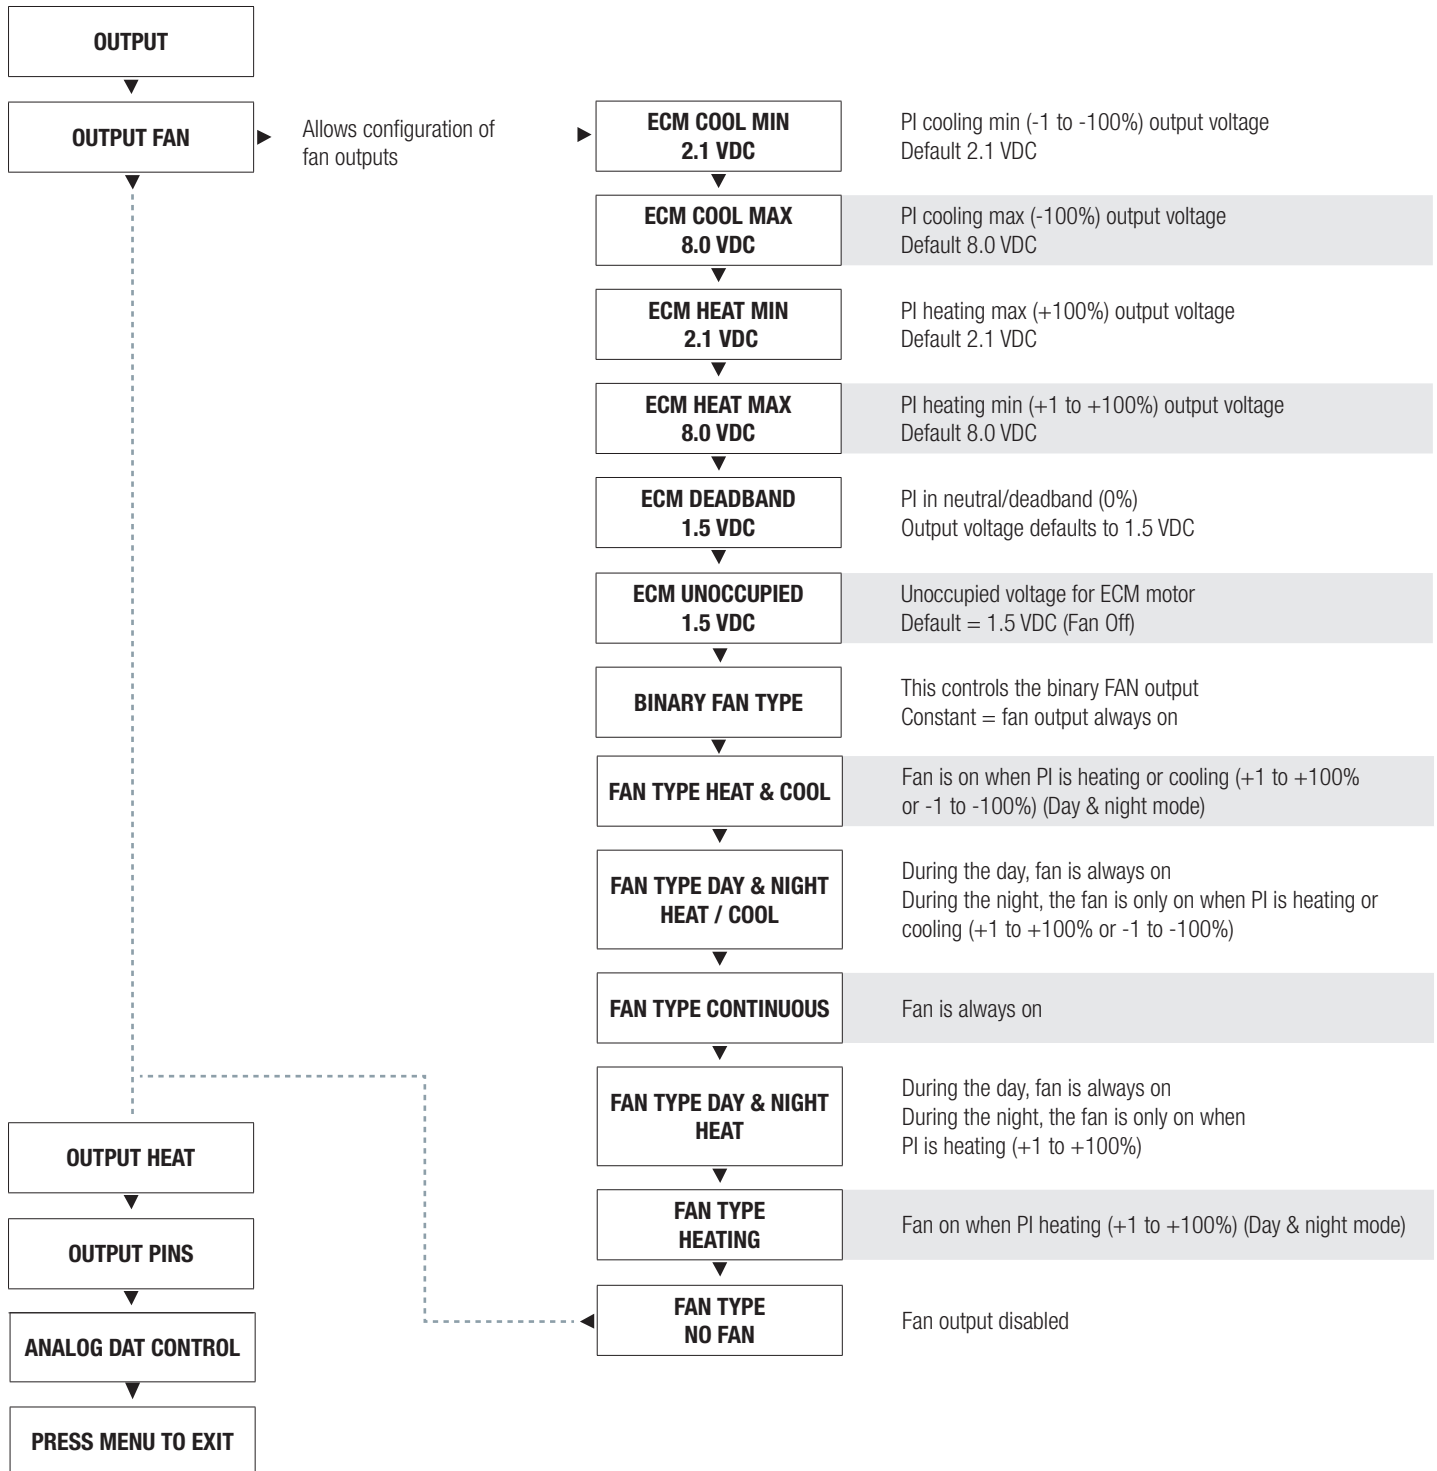 OUTPUT
OUTPUT FAN
Allows configuration of
fan outputs
ECM COOL MIN
2.1 VDC
PI cooling min (-1 to -100%) output voltage
Default 2.1 VDC
ECM COOL MAX
8.0 VDC
PI cooling max (-100%) output voltage
Default 8.0 VDC
ECM HEAT MIN
2.1 VDC
PI heating max (+100%) output voltage
Default 2.1 VDC
ECM HEAT MAX
8.0 VDC
PI heating min (+1 to +100%) output voltage
Default 8.0 VDC
ECM DEADBAND
1.5 VDC
PI in neutral/deadband (0%)
Output voltage defaults to 1.5 VDC
ECM UNOCCUPIED
1.5 VDC
Unoccupied voltage for ECM motor
Default = 1.5 VDC (Fan Off)
BINARY FAN TYPE
This controls the binary FAN output
Constant = fan output always on
FAN TYPE HEAT & COOL
Fan is on when PI is heating or cooling (+1 to +100%
or -1 to -100%) (Day & night mode)
FAN TYPE DAY & NIGHT
HEAT / COOL
During the day, fan is always on
During the night, the fan is only on when PI is heating or
cooling (+1 to +100% or -1 to -100%)
FAN TYPE CONTINUOUS
Fan is always on
FAN TYPE DAY & NIGHT
HEAT
During the day, fan is always on
During the night, the fan is only on when
PI is heating (+1 to +100%)
FAN TYPE
HEATING
Fan on when PI heating (+1 to +100%) (Day & night mode)
FAN TYPE
NO FAN
Fan output disabled
OUTPUT HEAT
OUTPUT PINS
ANALOG DAT CONTROL
PRESS MENU TO EXIT